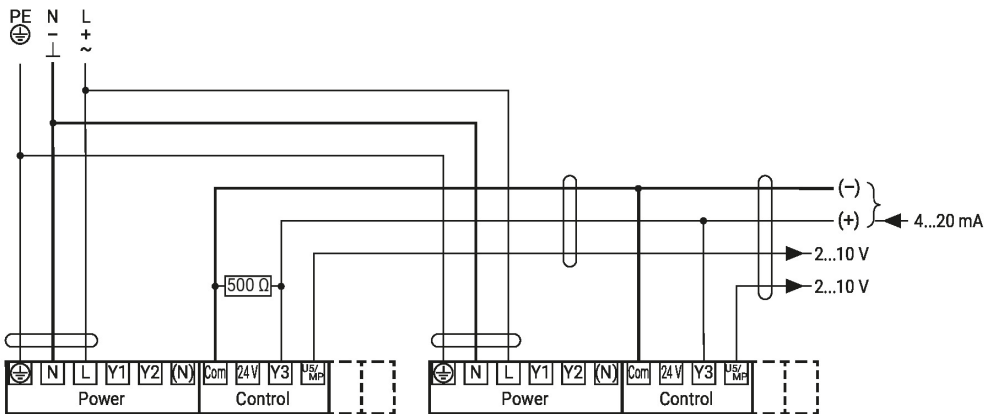 PE N L
- +
~
(-)
(+) 4...20 mA
2...10 V
500 Ω 2...10 V
N L Y1 Y2 (N) Com 24 V Y3 U5/MP N L Y1 Y2 (N) Com 24 V Y3 U5/MP
Power Control Power Control